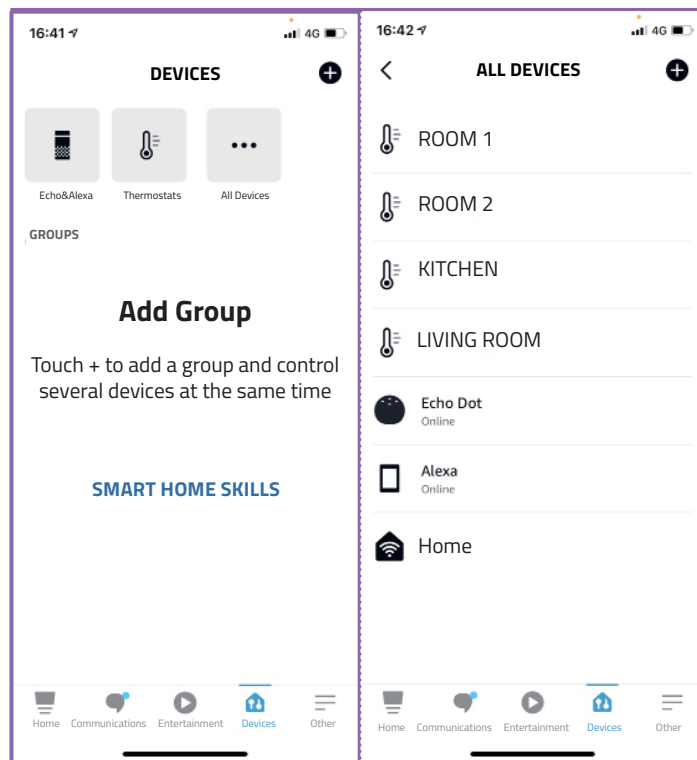 16:41
4G
DEVICES
Echo&Alexa
Thermostats
All Devices
GROUPS
Add Group
Touch + to add a group and control
several devices at the same time
SMART HOME SKILLS
Home
Communications
Entertainment
Devices
Other
16:42
4G
ALL DEVICES
ROOM 1
ROOM 2
KITCHEN
LIVING ROOM
Echo Dot
Online
Alexa
Online
Home
Home
Communications
Entertainment
Devices
Other